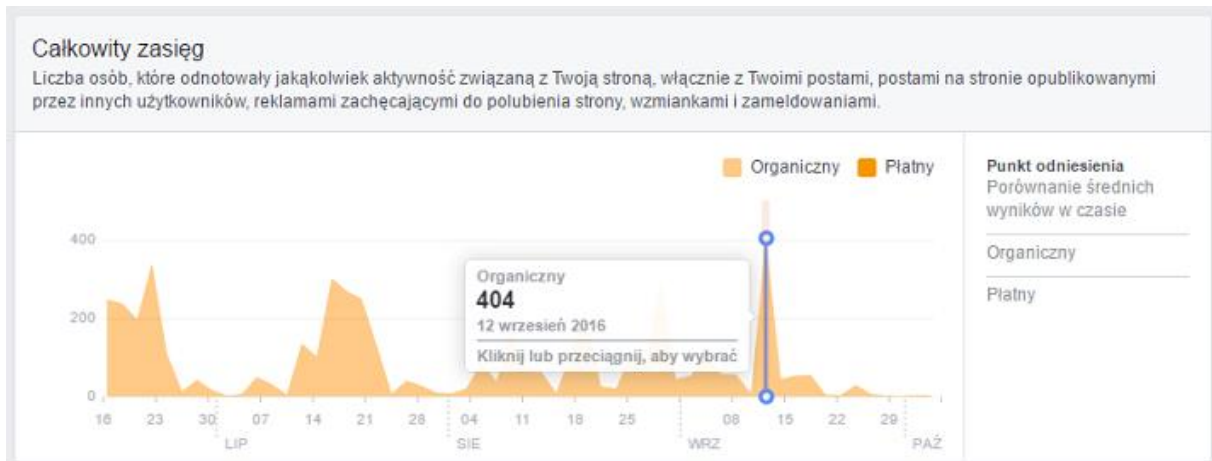 Całkowity zasięg
Liczba osób, które odnotowały jakąkolwiek aktywność związaną z Twoją stroną, włącznie z Twoimi postami, postami na stronie opublikowanymi
przez innych użytkowników, reklamami zachęcającymi do polubienia strony, wzmiankami i zameldowaniami.
Organiczny Płatny
Punkt odniesienia
Porównanie średnich
wyników w czasie
Organiczny
Płatny
400
200
0
Organiczny
404
12 wrzesień 2016
Kliknij lub przeciągnij, aby wybrać
16 23 30 07 14 21 28 04 11 18 25 08 15 22 29
LIP SIE WRZ PAŹ